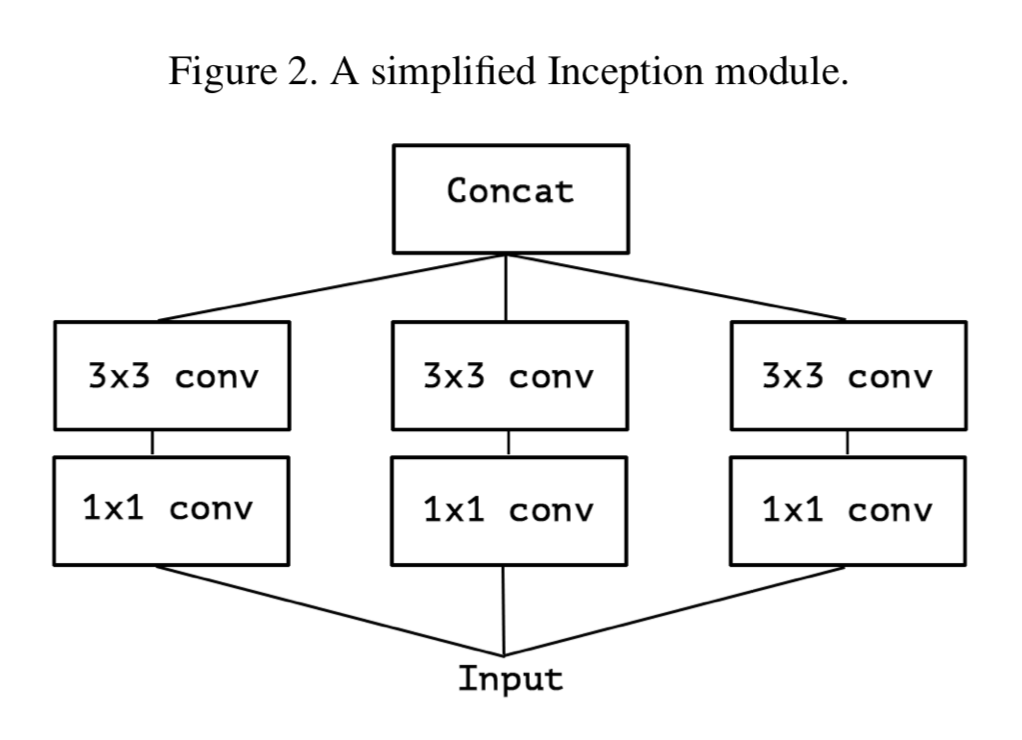 Figure 2. A simplified Inception module.
Concat
3x3 conv 3x3 conv 3x3 conv
1x1 conv 1x1 conv 1x1 conv
Input